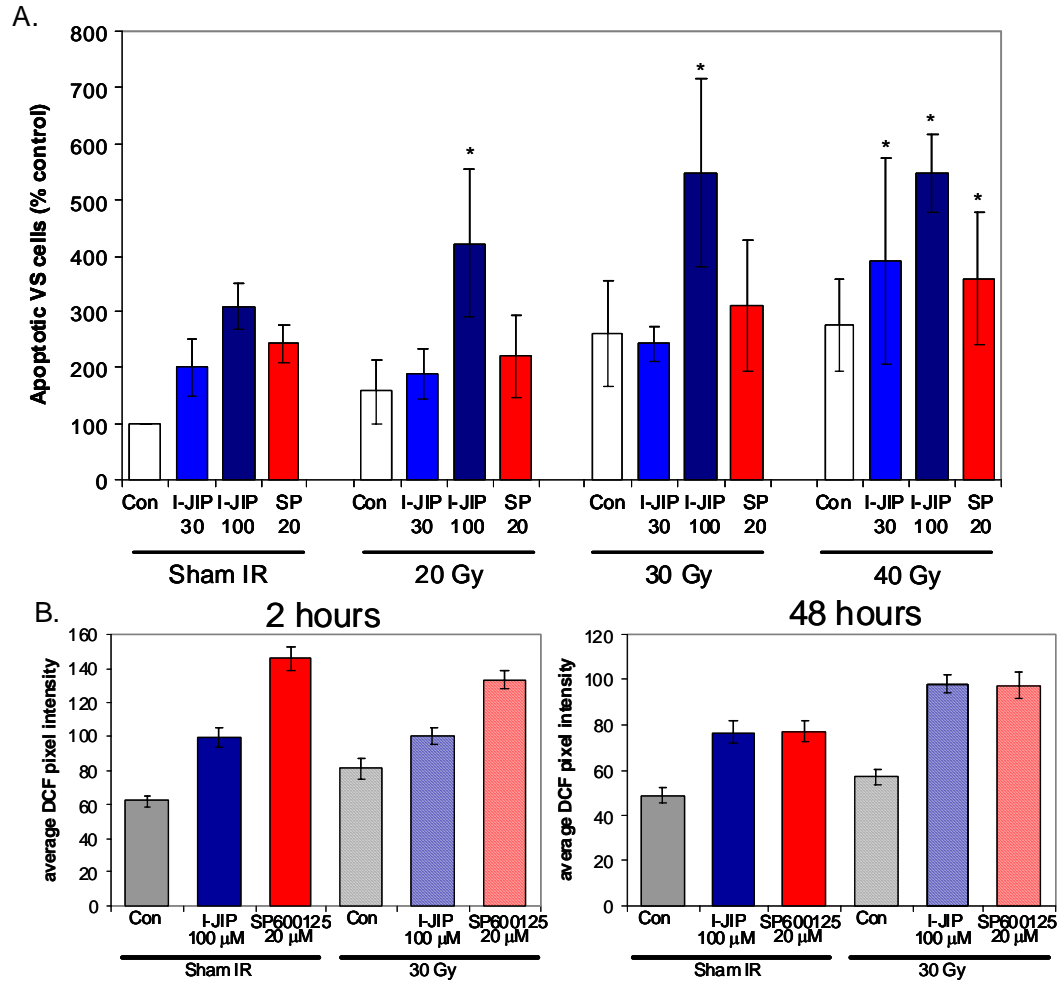 A.
800
700
600
500
400
300
200
100
0
Apoptotic VS cells (% control)
* * * * *
Con I-JIP 30 I-JIP 100 SP 20 Con I-JIP 30 I-JIP 100 SP 20 Con I-JIP 30 I-JIP 100 SP 20 Con I-JIP 30 I-JIP 100 SP 20
Sham IR 20 Gy 30 Gy 40 Gy
B.
2 hours
160
140
120
100
80
60
40
20
0
average DCF pixel intensity
Con I-JIP 100 µM SP600125 20 µM Con I-JIP 100 µM SP600125 20 µM
Sham IR 30 Gy
48 hours
120
100
80
60
40
20
0
average DCF pixel intensity
Con I-JIP 100 µM SP600125 20 µM Con I-JIP 100 µM SP600125 20 µM
Sham IR 30 Gy